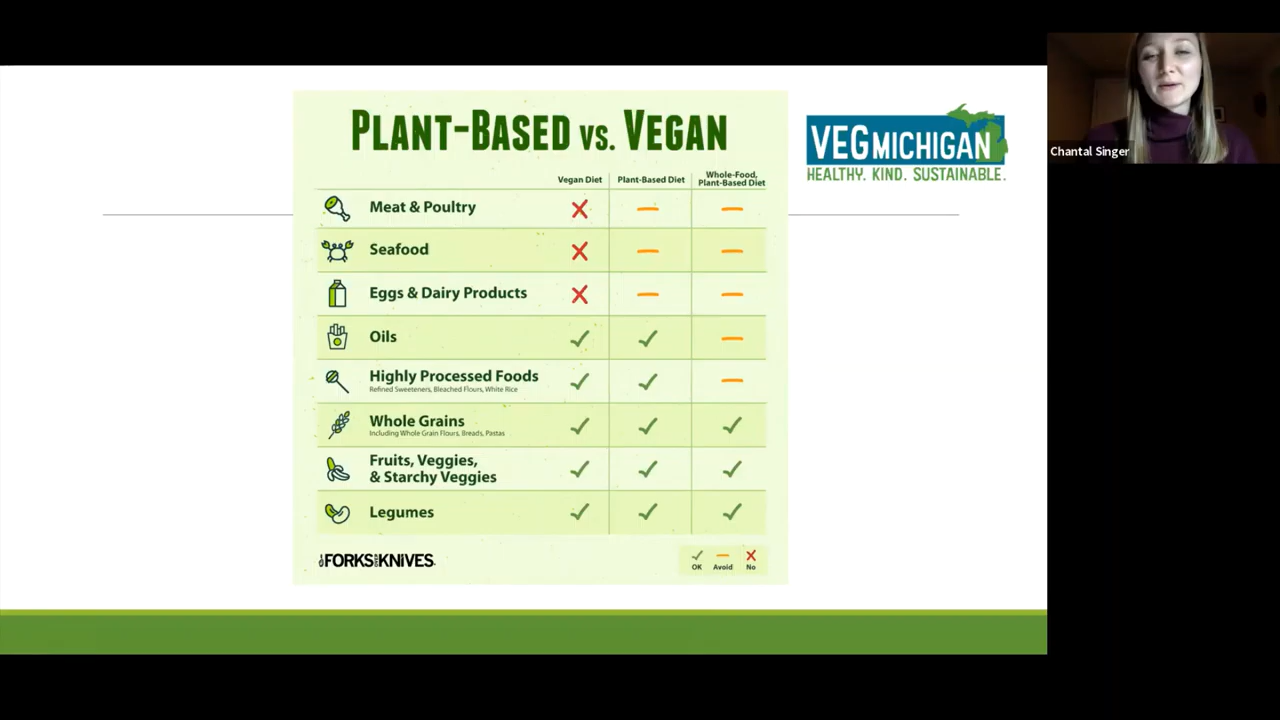 PLANT-BASED VS. VEGAN
Vegan Diet
Plant-Based Diet
Whole-Food,
Plant-Based Diet
Meat & Poultry
Seafood
Eggs & Dairy Products
Oils
Highly Processed Foods
Refined Sweeteners, Bleached Flours, White Rice
Whole Grains
Including Whole Grain Flours, Breads, Pastas
Fruits, Veggies,
& Starchy Veggies
Legumes
FORKS OVER KNIVES
OK
Avoid
No
VEGMICHIGAN
HEALTHY. KIND. SUSTAINABLE.
Chantal Singer